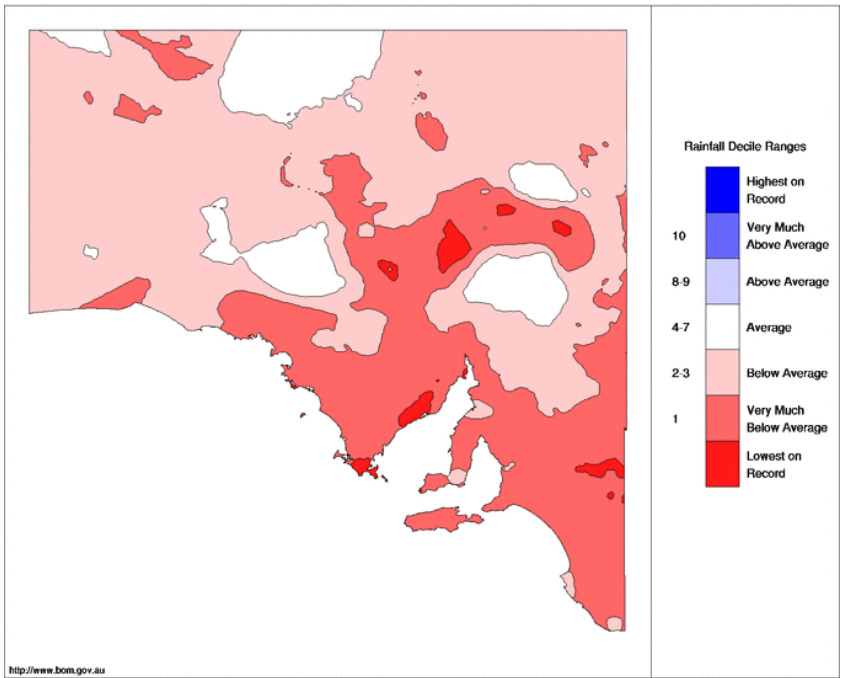 Rainfall Decile Ranges
Highest on
Record
10
Very Much
Above Average
8-9
Above Average
4-7
Average
2-3
Below Average
1
Very Much
Below Average
Lowest on
Record
http://www.bom.gov.au